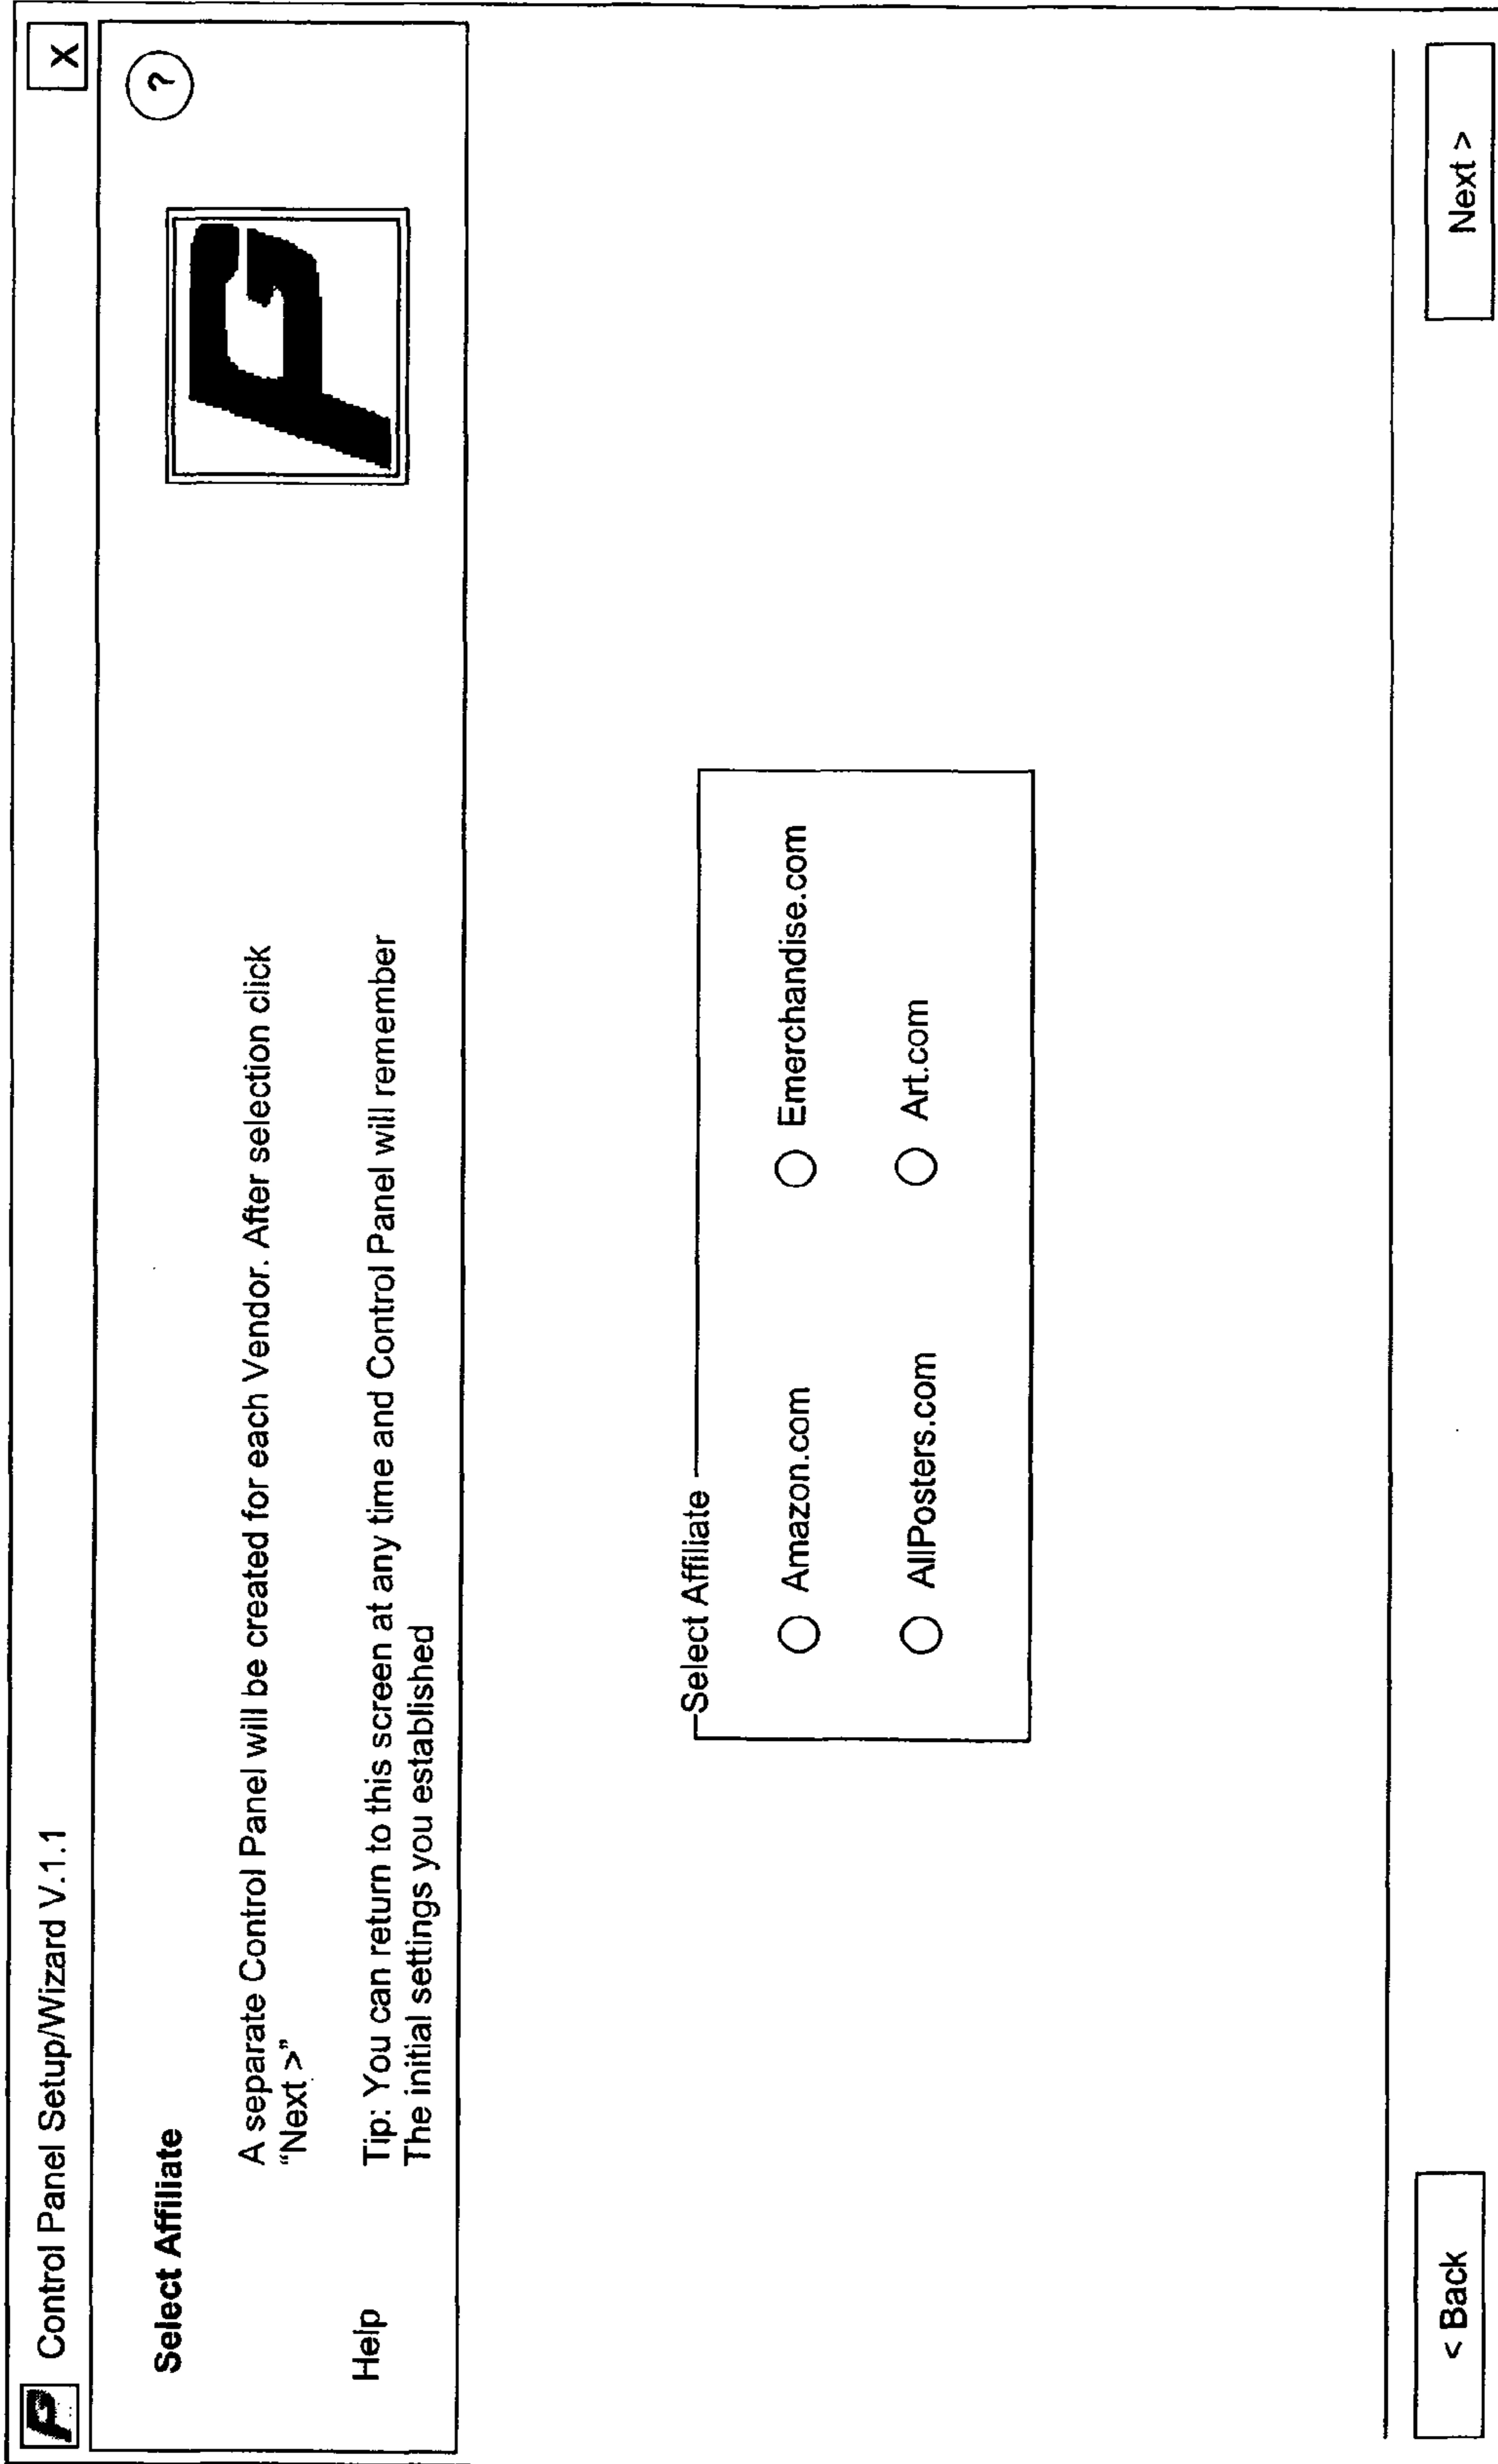 Control Panel Setup/Wizard V.1.1
X
Select Affiliate
?
A separate Control Panel will be created for each Vendor. After selection click
“Next >”
Help
Tip: You can return to this screen at any time and Control Panel will remember
The initial settings you established
Select Affiliate
Amazon.com
Emerchandise.com
AllPosters.com
Art.com
< Back
Next >